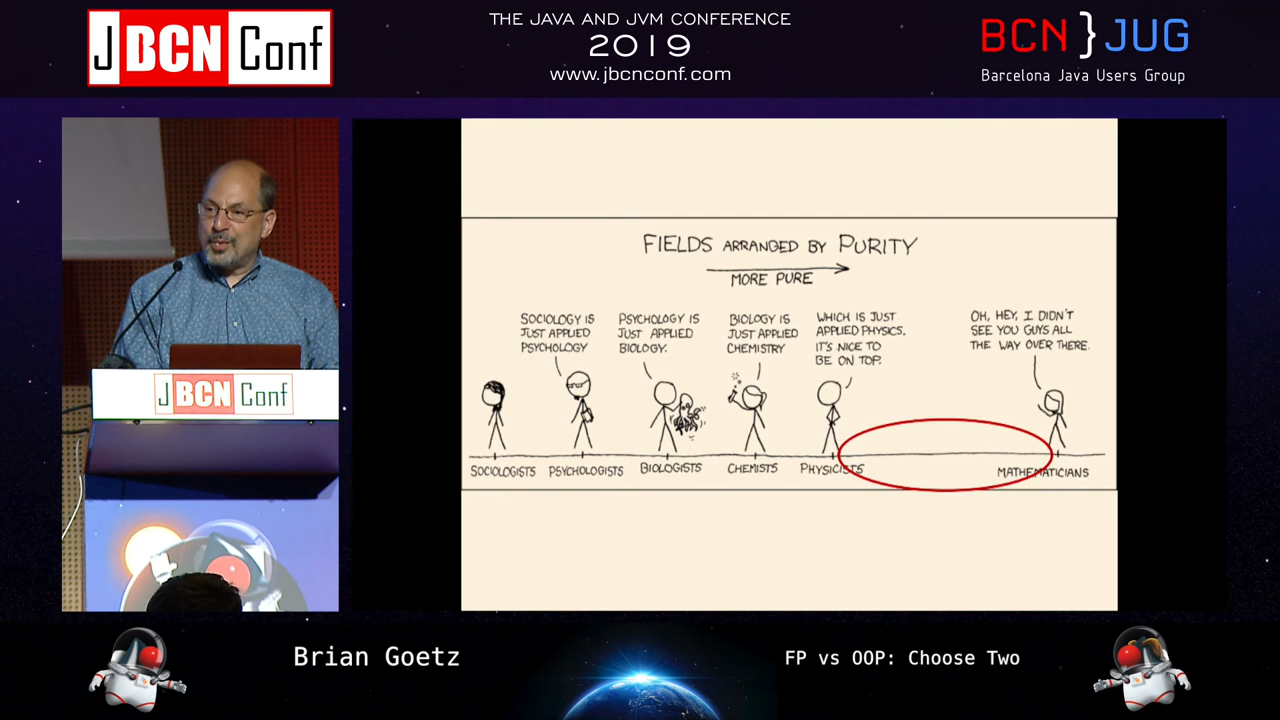 J BCN Conf
THE JAVA AND JVM CONFERENCE
2019
www.jbcnconf.com
BCN } JUG
Barcelona Java Users Group
FIELDS ARRANGED BY PURITY
MORE PURE
SOCIOLOGY IS
JUST APPLIED
PSYCHOLOGY
PSYCHOLOGY IS
JUST APPLIED
BIOLOGY.
BIOLOGY IS
JUST APPLIED
CHEMISTRY
WHICH IS JUST
APPLIED PHYSICS.
IT'S NICE TO
BE ON TOP.
OH, HEY, I DIDN'T
SEE YOU GUYS ALL
THE WAY OVER THERE.
SOCIOLOGISTS
PSYCHOLOGISTS
BIOLOGISTS
CHEMISTS
PHYSICISTS
MATHEMATICIANS
J BCN Conf
Brian Goetz
FP vs OOP: Choose Two